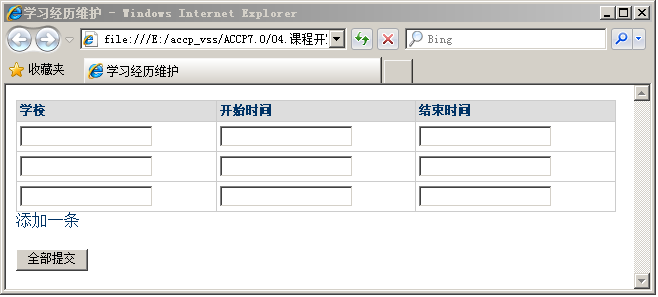 学习经历维护 - Windows Internet Explorer
file:///E:/accp_vss/ACCP7.0/04.课程开
Bing
收藏夹
学习经历维护
学校 开始时间 结束时间
添加一条
全部提交